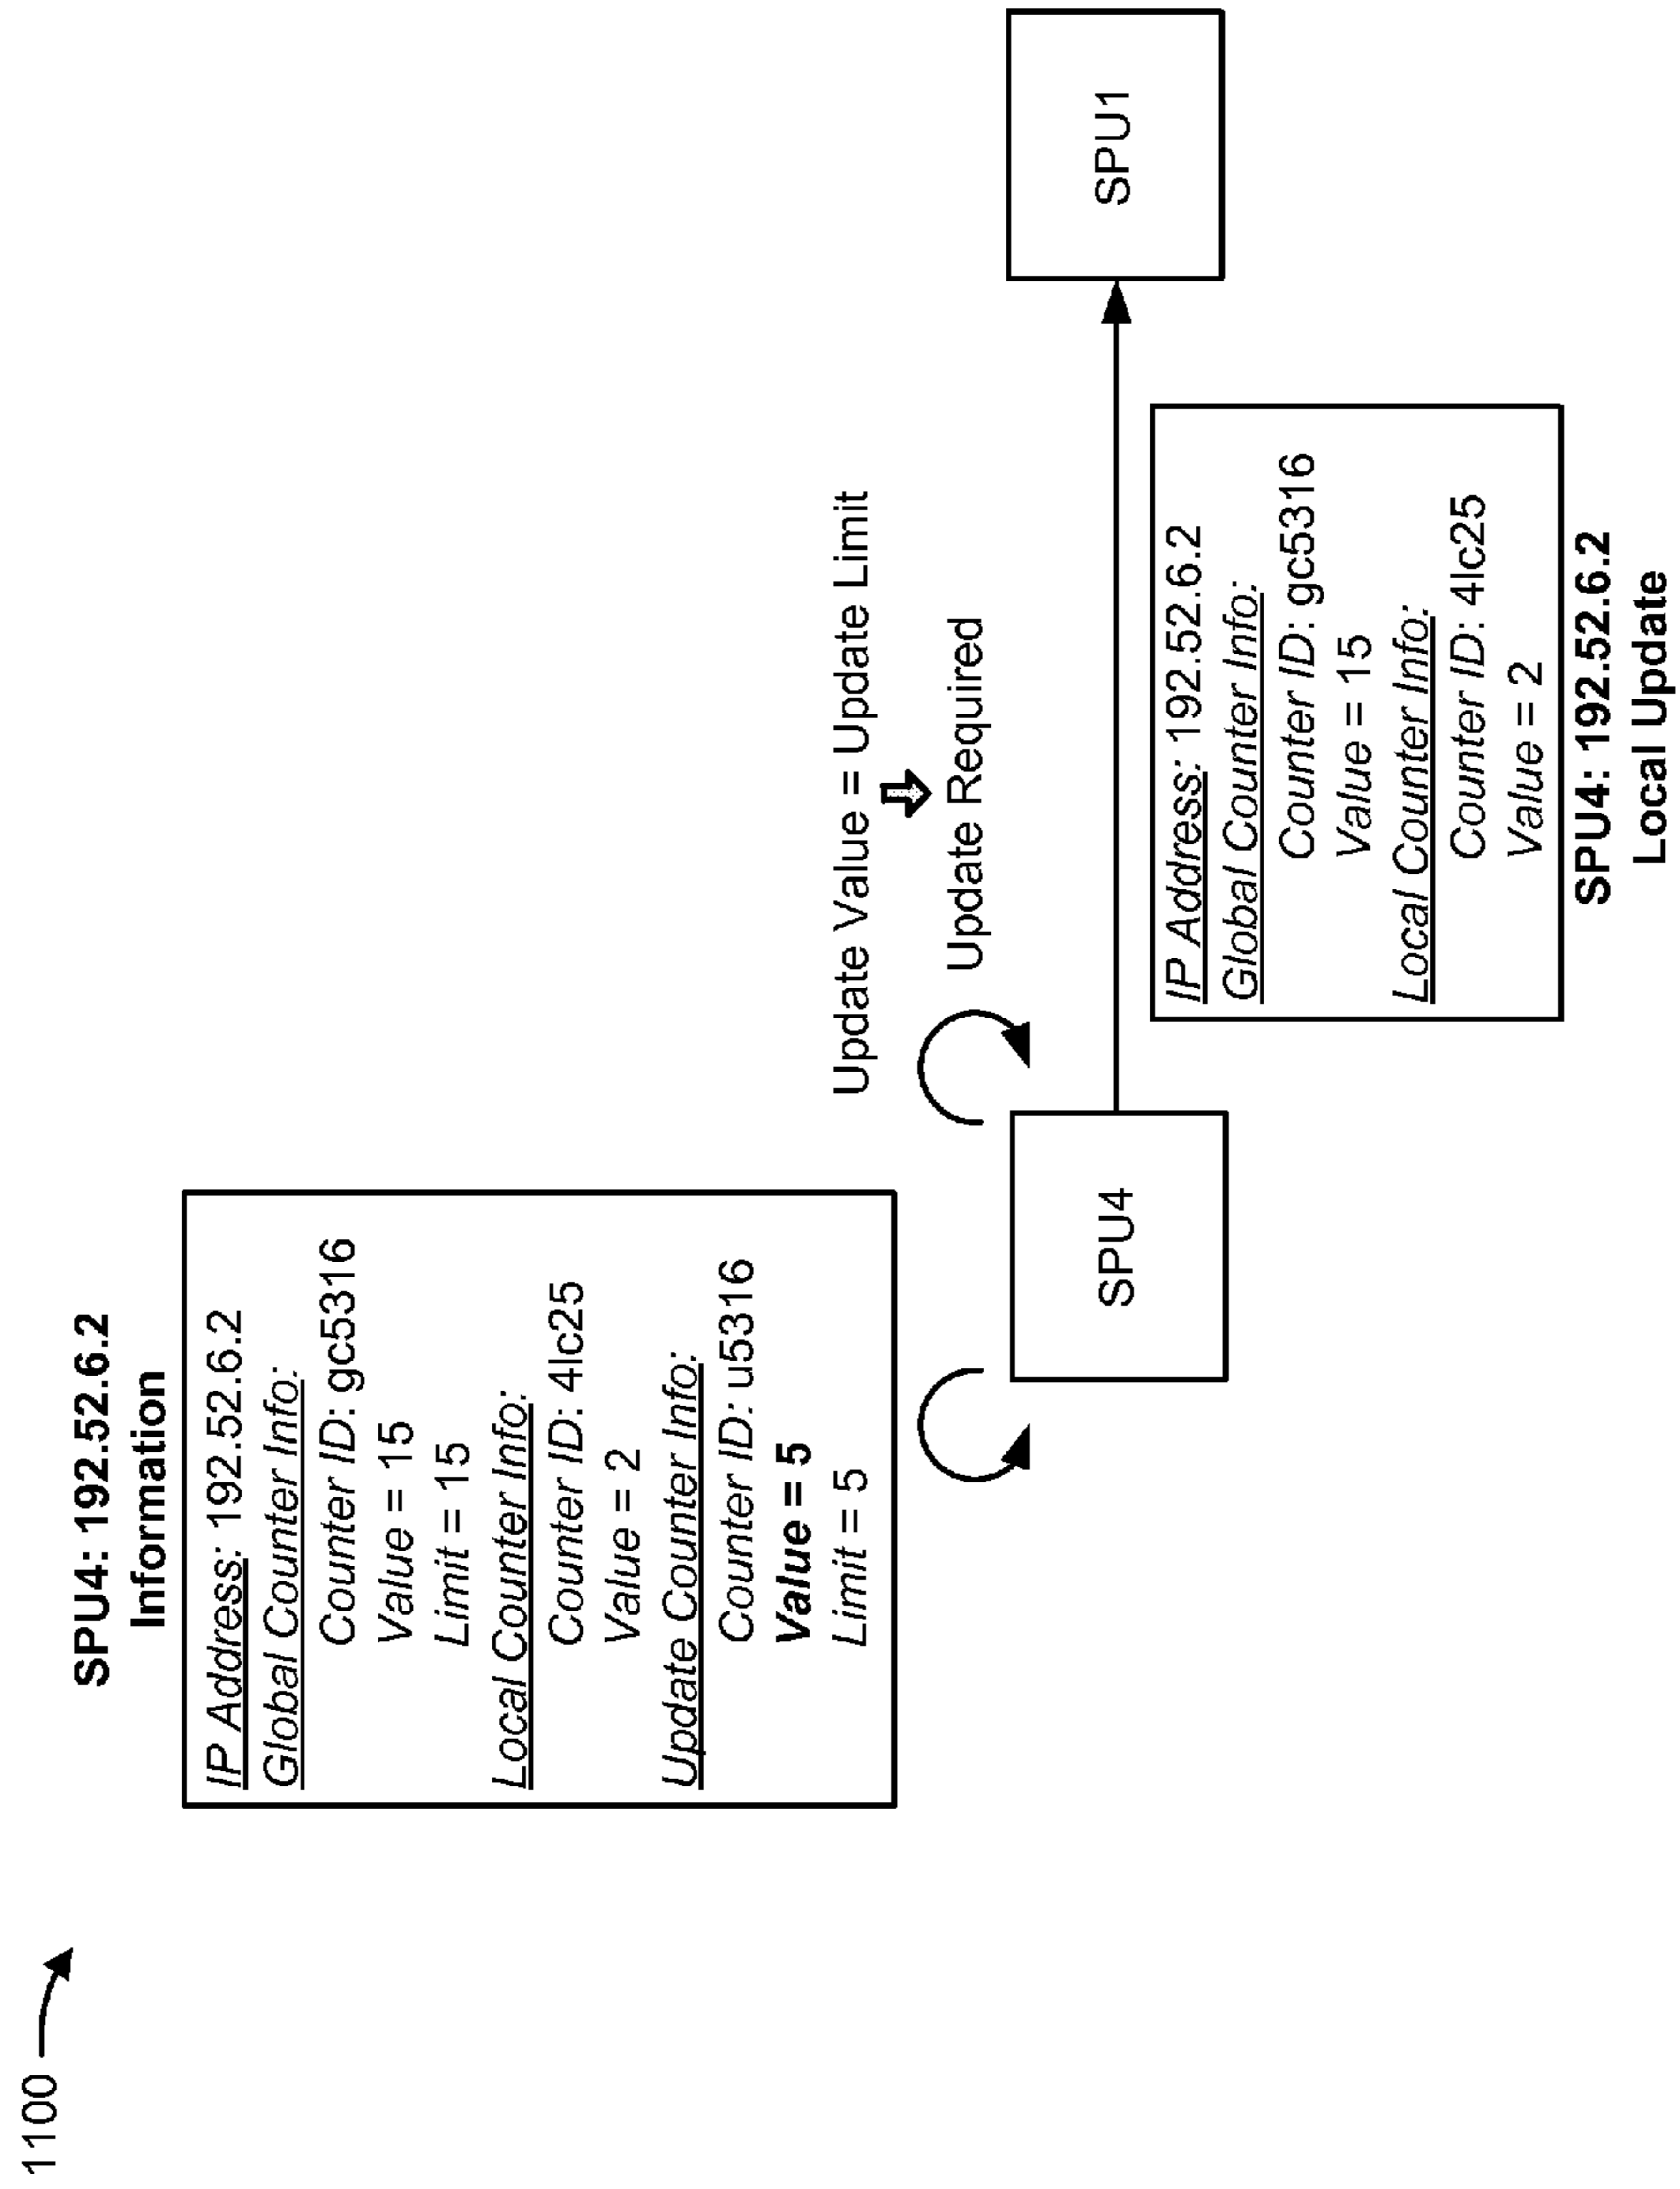 1100
SPU4: 192.52.6.2
Information
IP Address: 192.52.6.2
Global Counter Info:
Counter ID: gc5316
Value = 15
Limit = 15
Local Counter Info:
Counter ID: 4lc25
Value = 2
Update Counter Info:
Counter ID: u5316
Value = 5
Limit = 5
Update Value = Update Limit
Update Required
SPU4
SPU1
IP Address: 192.52.6.2
Global Counter Info:
Counter ID: gc5316
Value = 15
Local Counter Info:
Counter ID: 4lc25
Value = 2
SPU4: 192.52.6.2
Local Update